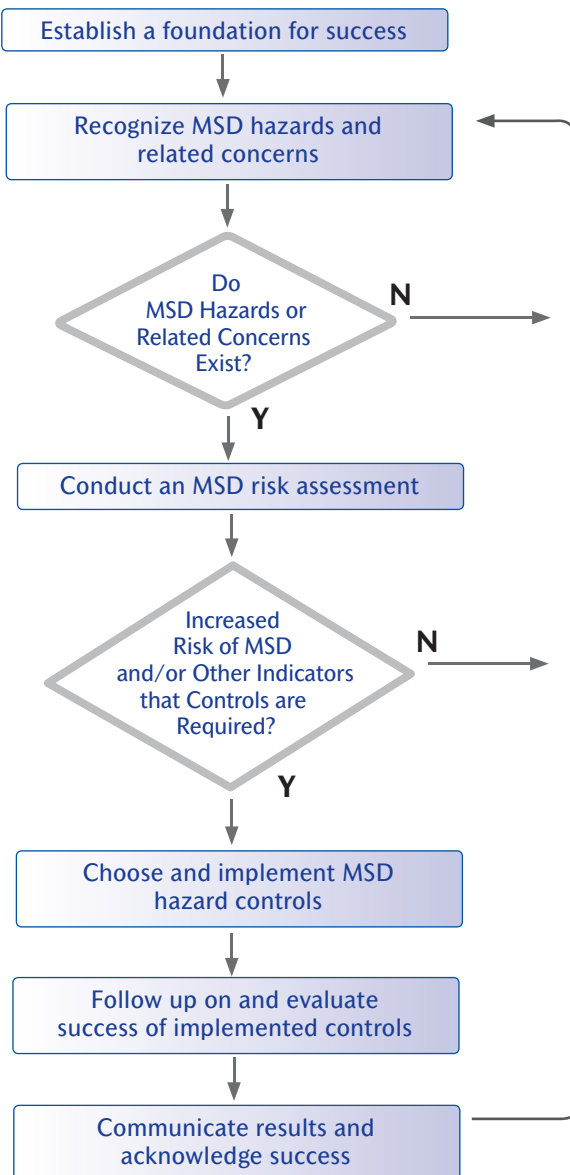 Establish a foundation for success
Recognize MSD hazards and
related concerns
Do
MSD Hazards or
Related Concerns
Exist?
N
Y
Conduct an MSD risk assessment
Increased
Risk of MSD
and/or Other Indicators
that Controls are
Required?
N
Y
Choose and implement MSD
hazard controls
Follow up on and evaluate
success of implemented controls
Communicate results and
acknowledge success